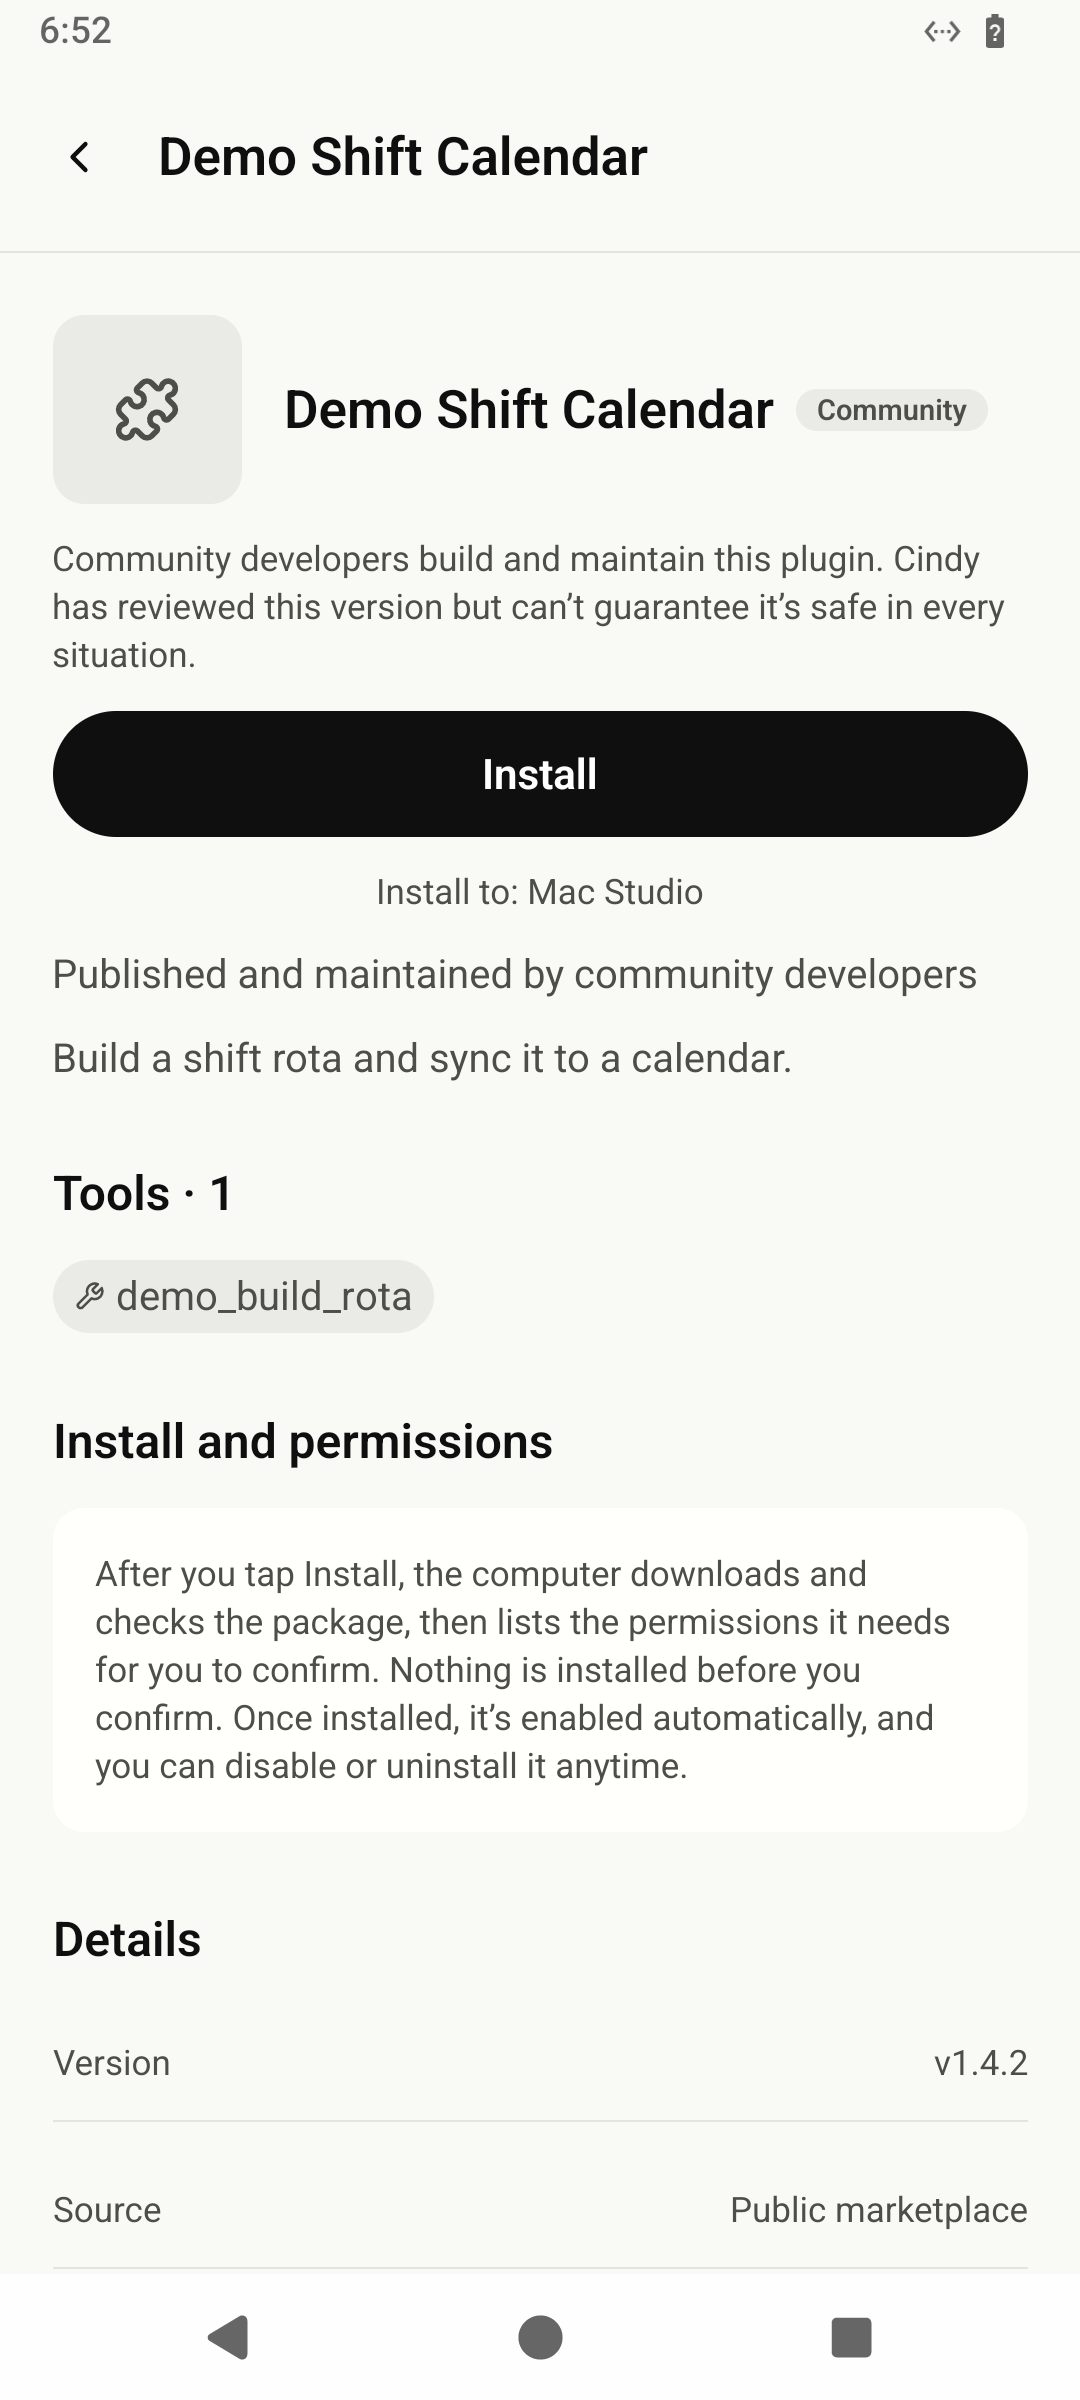 6:52
Demo Shift Calendar
Demo Shift Calendar
Community
Community developers build and maintain this plugin. Cindy
has reviewed this version but can’t guarantee it’s safe in every
situation.
Install
Install to: Mac Studio
Published and maintained by community developers
Build a shift rota and sync it to a calendar.
Tools · 1
demo_build_rota
Install and permissions
After you tap Install, the computer downloads and
checks the package, then lists the permissions it needs
for you to confirm. Nothing is installed before you
confirm. Once installed, it’s enabled automatically, and
you can disable or uninstall it anytime.
Details
Version
v1.4.2
Source
Public marketplace